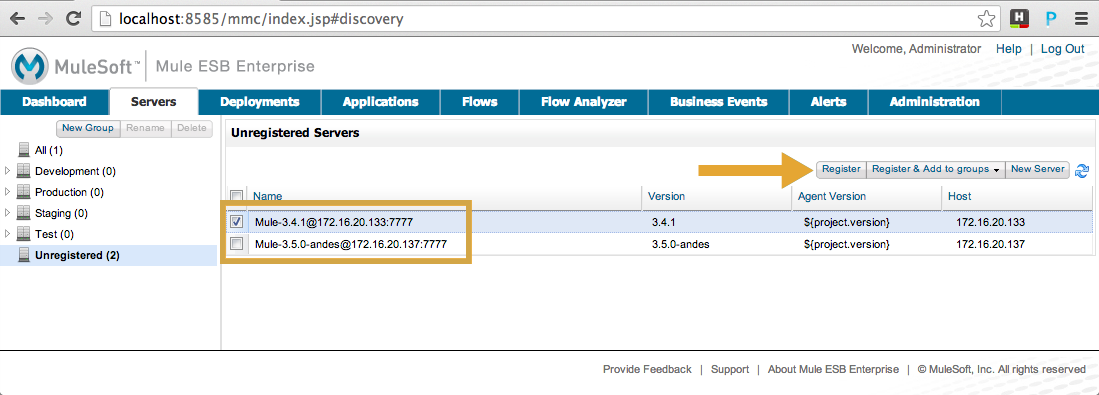 localhost:8585/mmc/index.jsp#discovery
H
P
Welcome, Administrator Help | Log Out
MuleSoft™ Mule ESB Enterprise
Dashboard Servers Deployments Applications Flows Flow Analyzer Business Events Alerts Administration
New Group Rename Delete
All (1)
Development (0)
Production (0)
Staging (0)
Test (0)
Unregistered (2)
Unregistered Servers
Register Register & Add to groups New Server
Name Version Agent Version Host
Mule-3.4.1@172.16.20.133:7777 3.4.1 ${project.version} 172.16.20.133
Mule-3.5.0-andes@172.16.20.137:7777 3.5.0-andes ${project.version} 172.16.20.137
Provide Feedback | Support | About Mule ESB Enterprise | © MuleSoft, Inc. All rights reserved